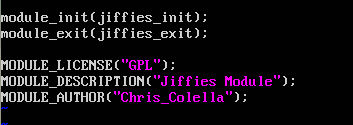 module_init(jiffies_init);
module_exit(jiffies_exit);
MODULE_LICENSE("GPL");
MODULE_DESCRIPTION("Jiffies Module");
MODULE_AUTHOR("Chris_Colella");
~
~